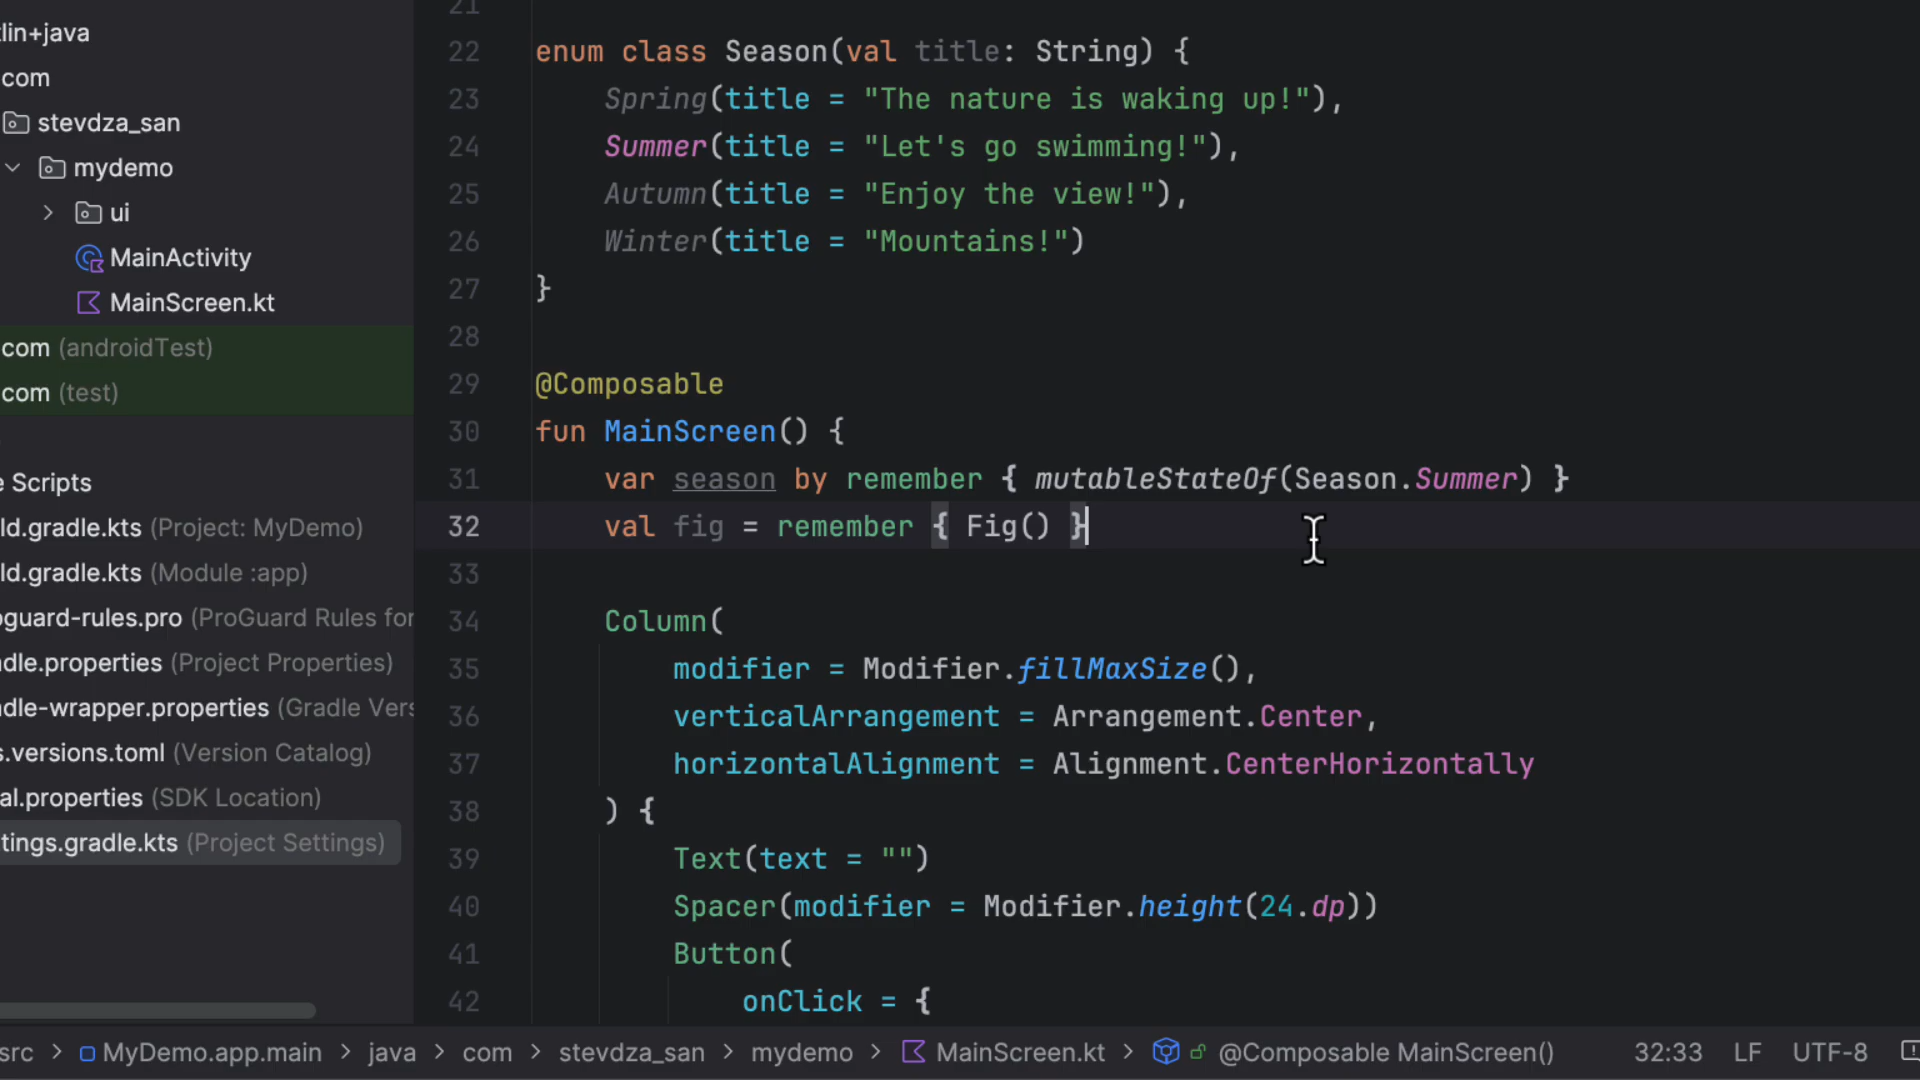 lin+java
com
stevdza_san
mydemo
ui
MainActivity
MainScreen.kt
com (androidTest)
com (test)
e Scripts
ld.gradle.kts (Project: MyDemo)
ld.gradle.kts (Module :app)
oguard-rules.pro (ProGuard Rules for
adle.properties (Project Properties)
adle-wrapper.properties (Gradle Vers
s.versions.toml (Version Catalog)
al.properties (SDK Location)
tings.gradle.kts (Project Settings)
21
22 enum class Season(val title: String) {
23 Spring(title = "The nature is waking up!"),
24 Summer(title = "Let's go swimming!"),
25 Autumn(title = "Enjoy the view!"),
26 Winter(title = "Mountains!")
27 }
28
29 @Composable
30 fun MainScreen() {
31 var season by remember { mutableStateOf(Season.Summer) }
32 val fig = remember { Fig() }
33
34 Column(
35 modifier = Modifier.fillMaxSize(),
36 verticalArrangement = Arrangement.Center,
37 horizontalAlignment = Alignment.CenterHorizontally
38 ) {
39 Text(text = "")
40 Spacer(modifier = Modifier.height(24.dp))
41 Button(
42 onClick = {
src > MyDemo.app.main > java > com > stevdza_san > mydemo > MainScreen.kt > @Composable MainScreen() 32:33 LF UTF-8